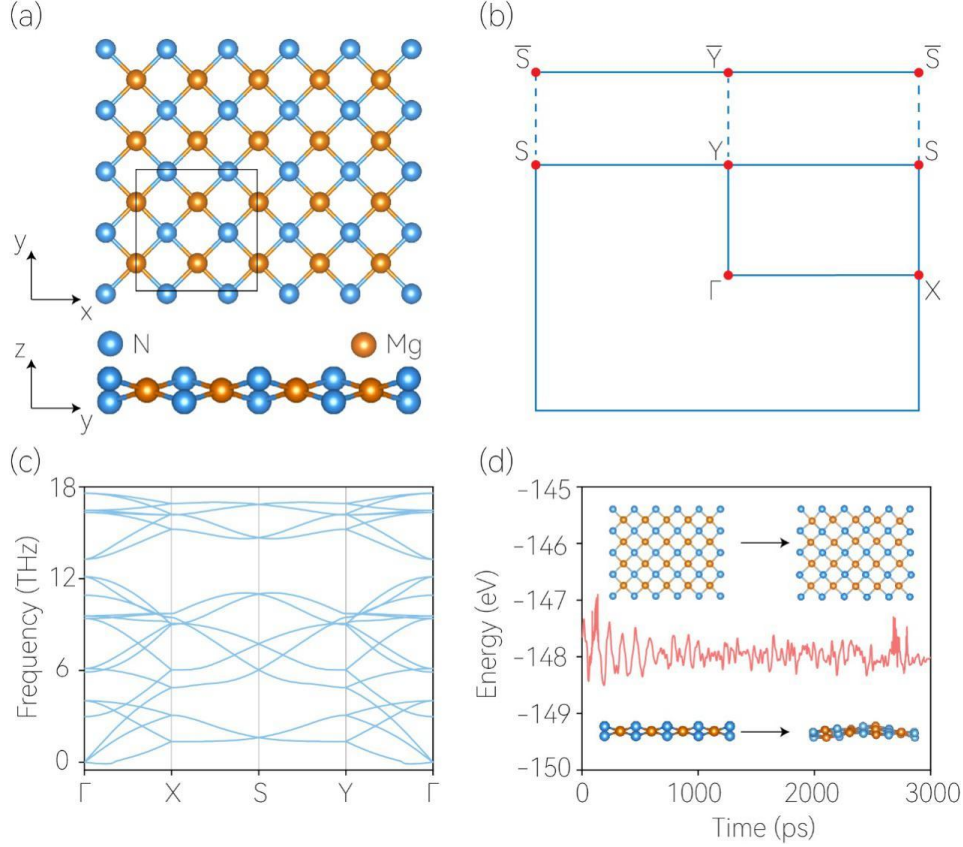 (a)
y
x
N
Mg
z
y
(b)
S̅ Y̅ S̅
S Y S
Γ X
(c)
Frequency (THz)
18
12
6
0
Γ X S Y Γ
(d)
Energy (eV)
−145
−146
−147
−148
−149
−150
0 1000 2000 3000
Time (ps)